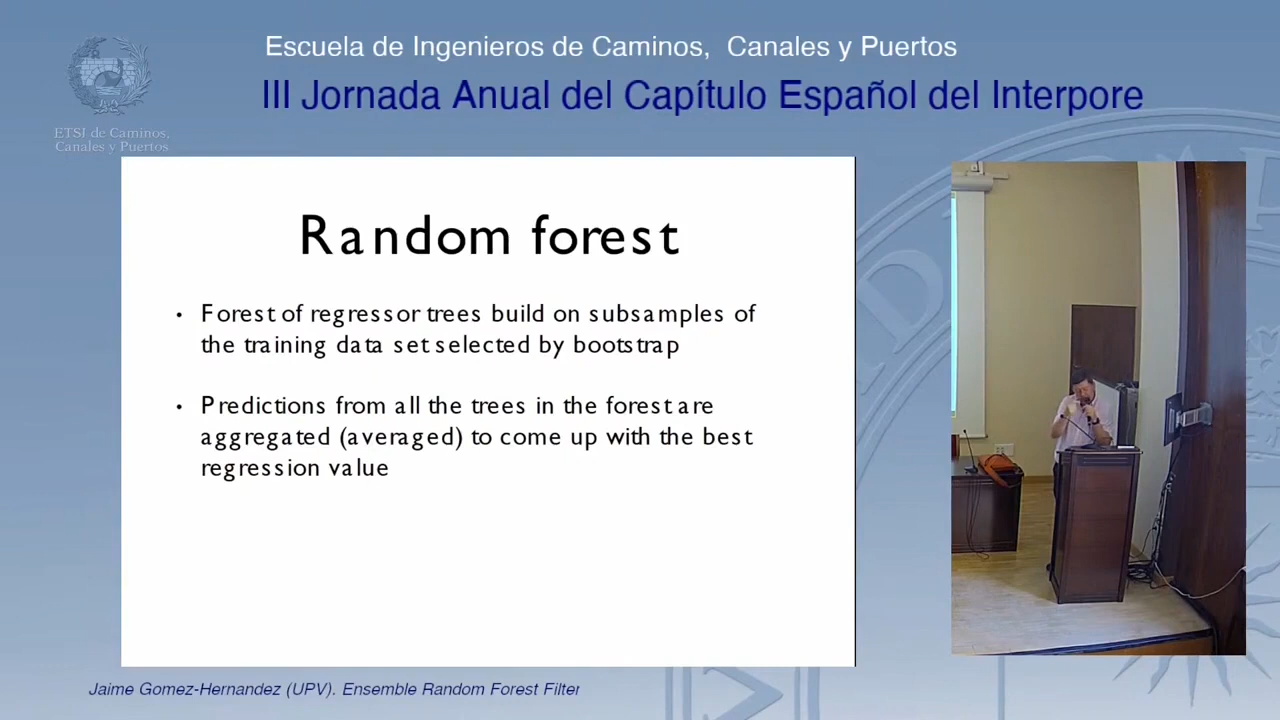 Escuela de Ingenieros de Caminos, Canales y Puertos
III Jornada Anual del Capítulo Español del Interpore
ETSI de Caminos,
Canales y Puertos
Random forest
• Forest of regressor trees build on subsamples of
the training data set selected by bootstrap
• Predictions from all the trees in the forest are
aggregated (averaged) to come up with the best
regression value
Jaime Gomez-Hernandez (UPV). Ensemble Random Forest Filter